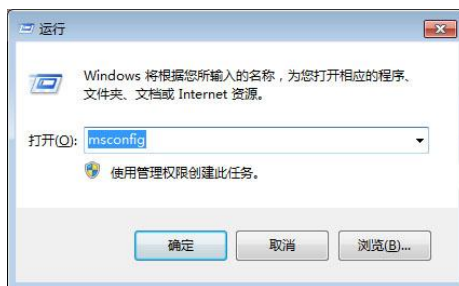 运行
Windows 将根据您所输入的名称，为您打开相应的程序、
文件夹、文档或 Internet 资源。
打开(O): msconfig
使用管理权限创建此任务。
确定 取消 浏览(B)...